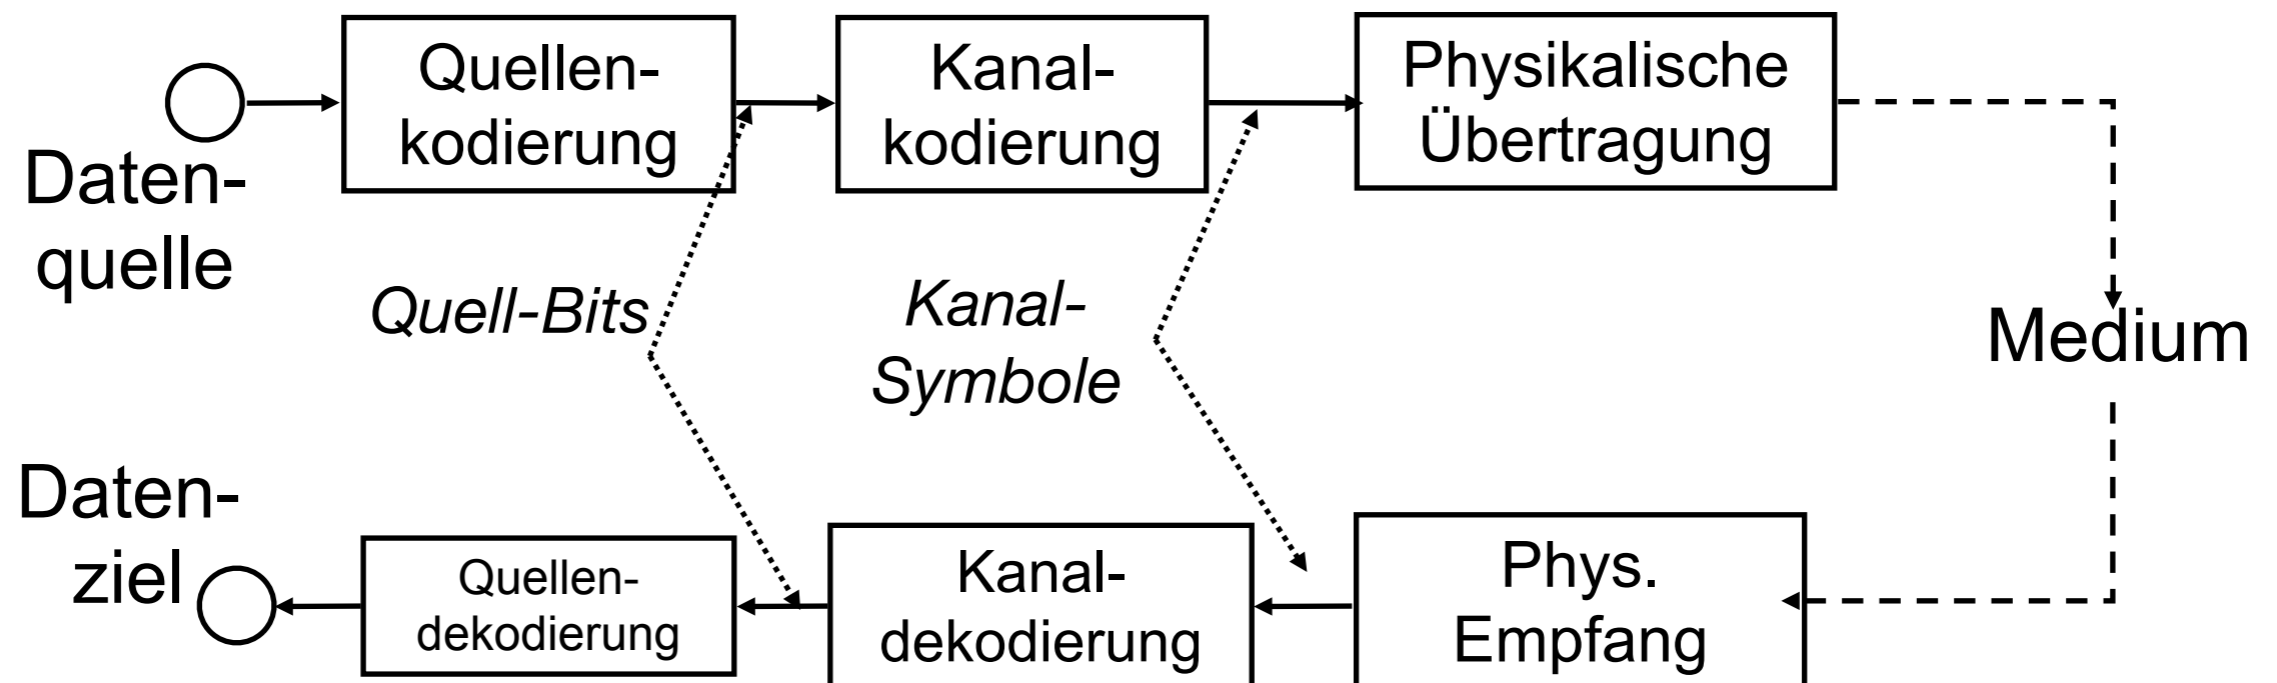 Quellen-
kodierung
Kanal-
kodierung
Physikalische
Übertragung
Daten-
quelle
Quell-Bits
Kanal-
Symbole
Medium
Daten-
ziel
Quellen-
dekodierung
Kanal-
dekodierung
Phys.
Empfang